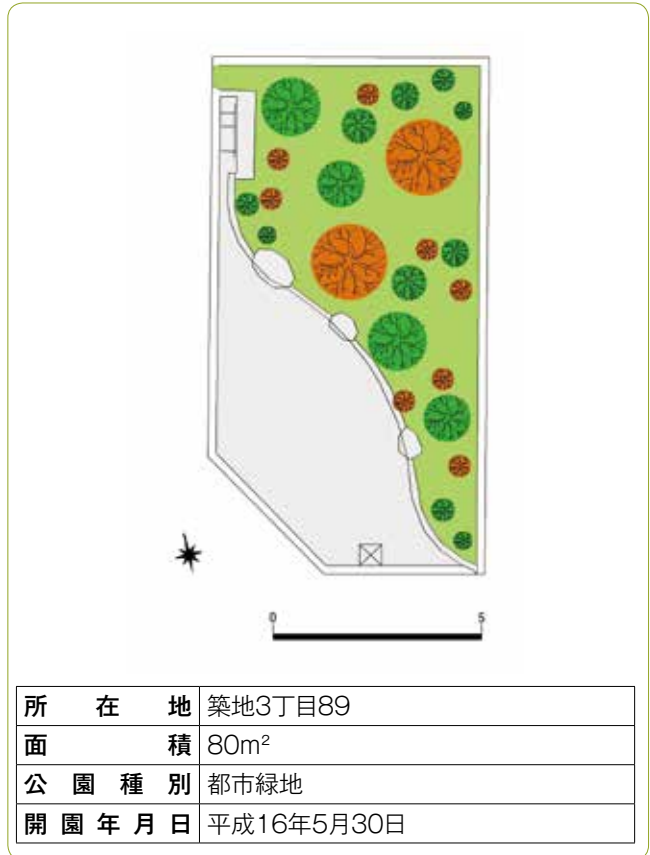 0 5
所在地 築地3丁目89
面積 80m²
公園種別 都市緑地
開園年月日 平成16年5月30日